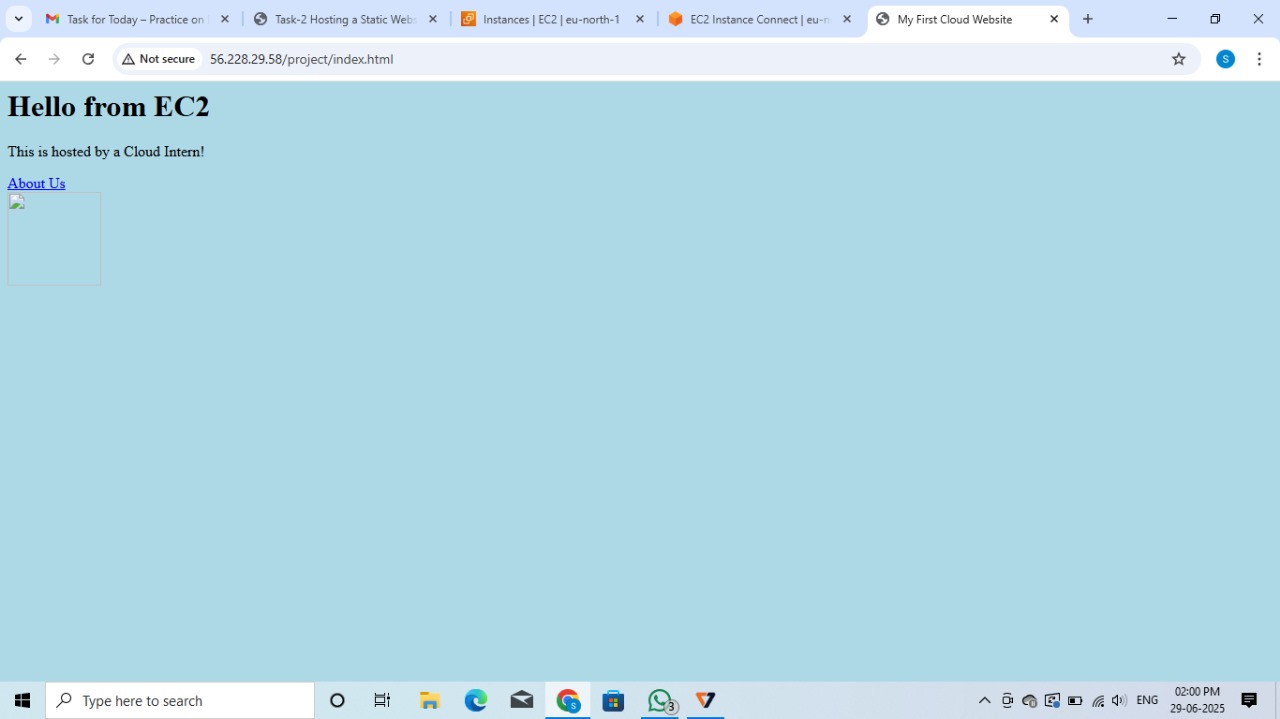 Task for Today – Practice on
Task-2 Hosting a Static Webs
Instances | EC2 | eu-north-1
EC2 Instance Connect | eu-n
My First Cloud Website
Not secure
56.228.29.58/project/index.html
S
Hello from EC2
This is hosted by a Cloud Intern!
About Us
Type here to search
S
3
ENG
02:00 PM
29-06-2025